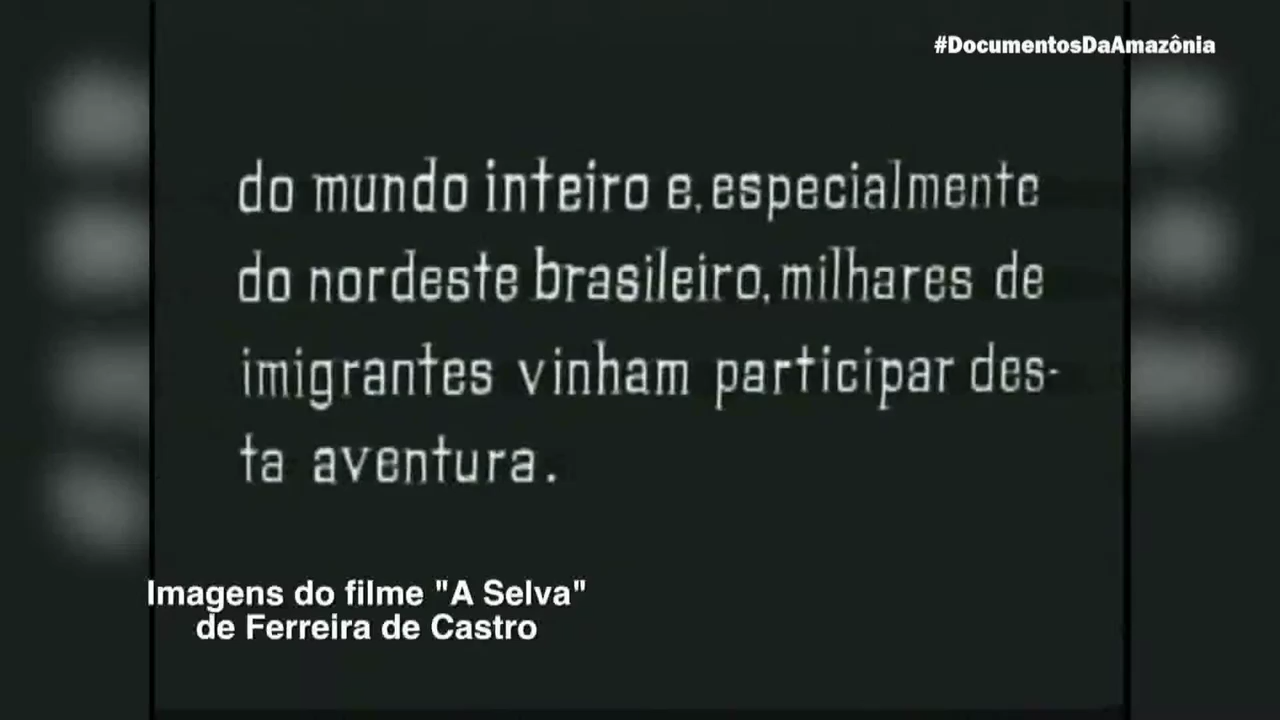 #DocumentosDaAmazônia
do mundo inteiro e, especialmente
do nordeste brasileiro, milhares de
imigrantes vinham participar des-
ta aventura.
Imagens do filme "A Selva"
de Ferreira de Castro